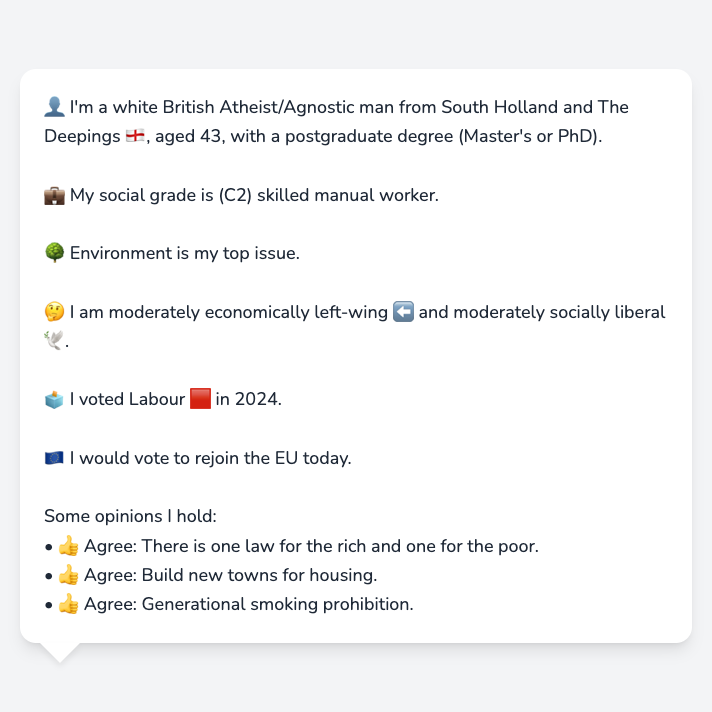 👤 I'm a white British Atheist/Agnostic man from South Holland and The
Deepings 🏴󠁧󠁢󠁥󠁮󠁧󠁿, aged 43, with a postgraduate degree (Master's or PhD).
💼 My social grade is (C2) skilled manual worker.
🌳 Environment is my top issue.
🤔 I am moderately economically left-wing ⬅️ and moderately socially liberal
🕊️.
🗳️ I voted Labour 🟥 in 2024.
🇪🇺 I would vote to rejoin the EU today.
Some opinions I hold:
• 👍 Agree: There is one law for the rich and one for the poor.
• 👍 Agree: Build new towns for housing.
• 👍 Agree: Generational smoking prohibition.